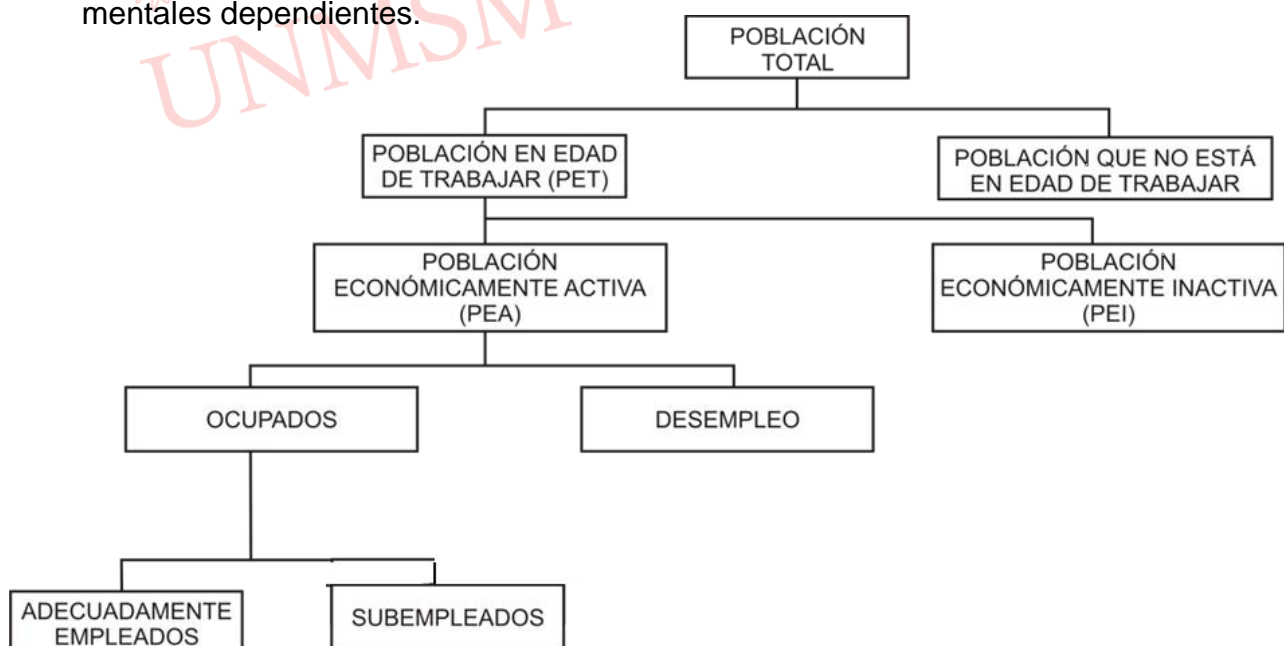 mentales dependientes.
UNMSM
POBLACIÓN
TOTAL
POBLACIÓN EN EDAD
DE TRABAJAR (PET)
POBLACIÓN QUE NO ESTÁ
EN EDAD DE TRABAJAR
POBLACIÓN
ECONÓMICAMENTE ACTIVA
(PEA)
POBLACIÓN
ECONÓMICAMENTE INACTIVA
(PEI)
OCUPADOS
DESEMPLEO
ADECUADAMENTE
EMPLEADOS
SUBEMPLEADOS